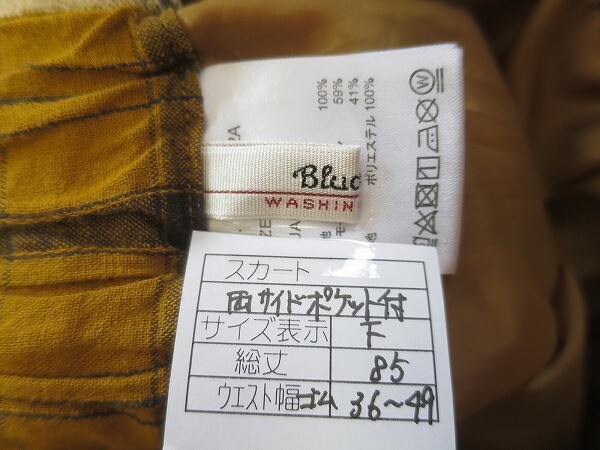 Blue
WASHIN
100%
59%
41%
ポリエステル 100%
スカート
両サイドポケット付
サイズ表示 F
総丈 85
ウエスト幅 ゴム 36～49